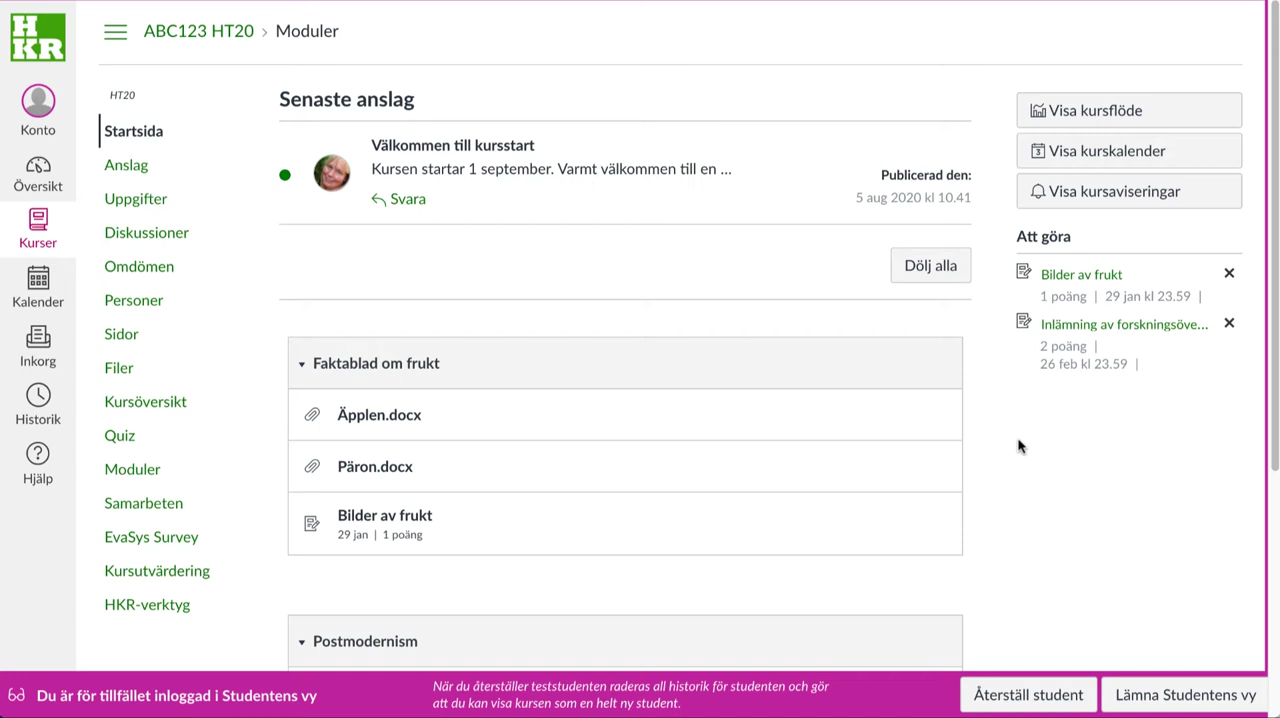 HKR
ABC123 HT20 > Moduler
Konto
Översikt
Kurser
Kalender
Inkorg
Historik
Hjälp
HT20
Startsida
Anslag
Uppgifter
Diskussioner
Omdömen
Personer
Sidor
Filer
Kursöversikt
Quiz
Moduler
Samarbeten
EvaSys Survey
Kursutvärdering
HKR-verktyg
Senaste anslag
Välkommen till kursstart
Kursen startar 1 september. Varmt välkommen till en ...
Svara
Publicerad den:
5 aug 2020 kl 10.41
Dölj alla
Faktablad om frukt
Äpplen.docx
Päron.docx
Bilder av frukt
29 jan | 1 poäng
Postmodernism
Visa kursflöde
Visa kurskalender
Visa kursaviseringar
Att göra
Bilder av frukt
1 poäng | 29 jan kl 23.59 |
Inlämning av forskningsöve...
2 poäng |
26 feb kl 23.59 |
Du är för tillfället inloggad i Studentens vy
När du återställer teststudenten raderas all historik för studenten och gör
att du kan visa kursen som en helt ny student.
Återställ student
Lämna Studentens vy